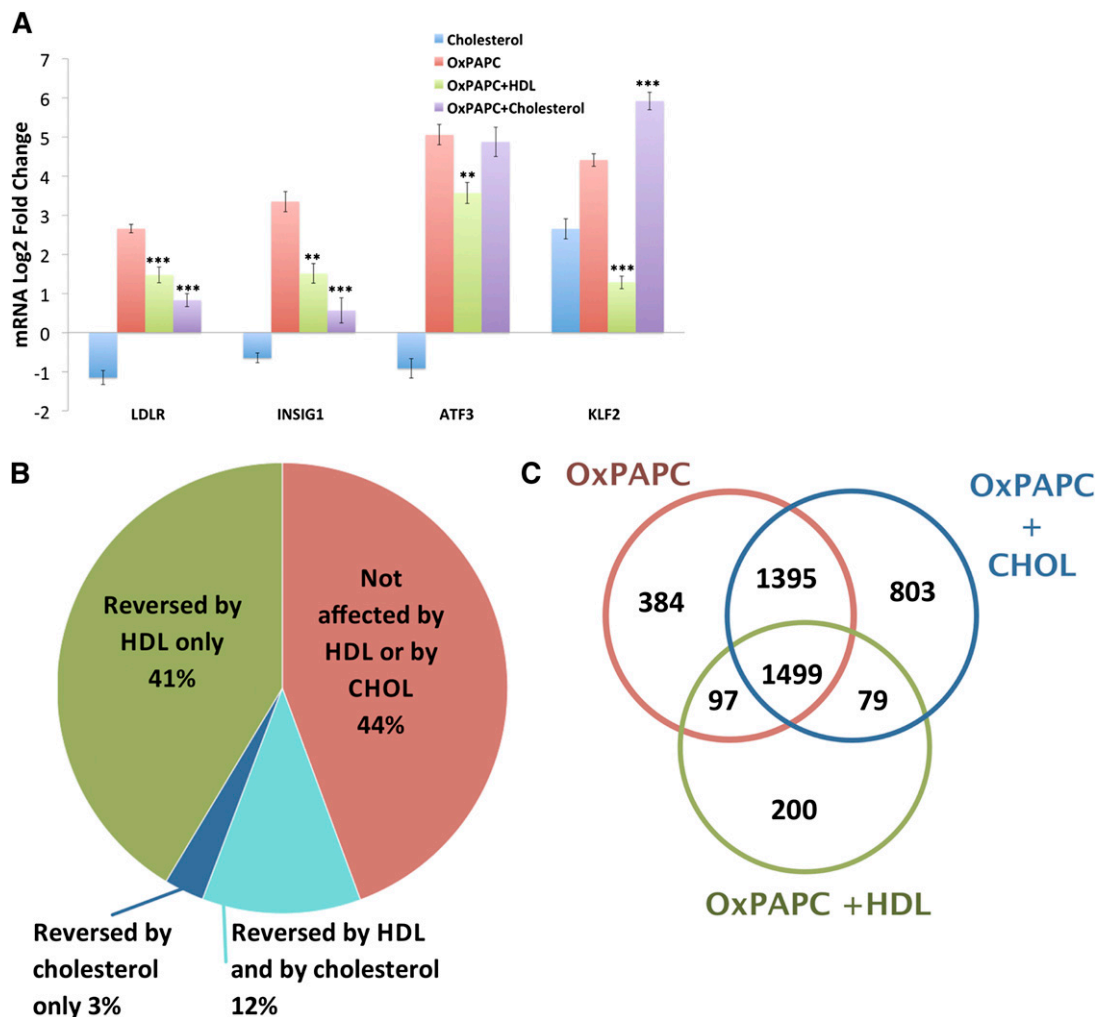 A
Cholesterol
OxPAPC
OxPAPC+HDL
OxPAPC+Cholesterol
mRNA Log2 Fold Change
7
6
5
4
3
2
1
0
-1
-2
***
***
**
***
**
***
***
LDLR
INSIG1
ATF3
KLF2
B
Reversed by
HDL only
41%
Not
affected by
HDL or by
CHOL
44%
Reversed by
cholesterol
only 3%
Reversed by HDL
and by cholesterol
12%
C
OxPAPC
OxPAPC
+
CHOL
384
1395
803
1499
97
79
200
OxPAPC +HDL